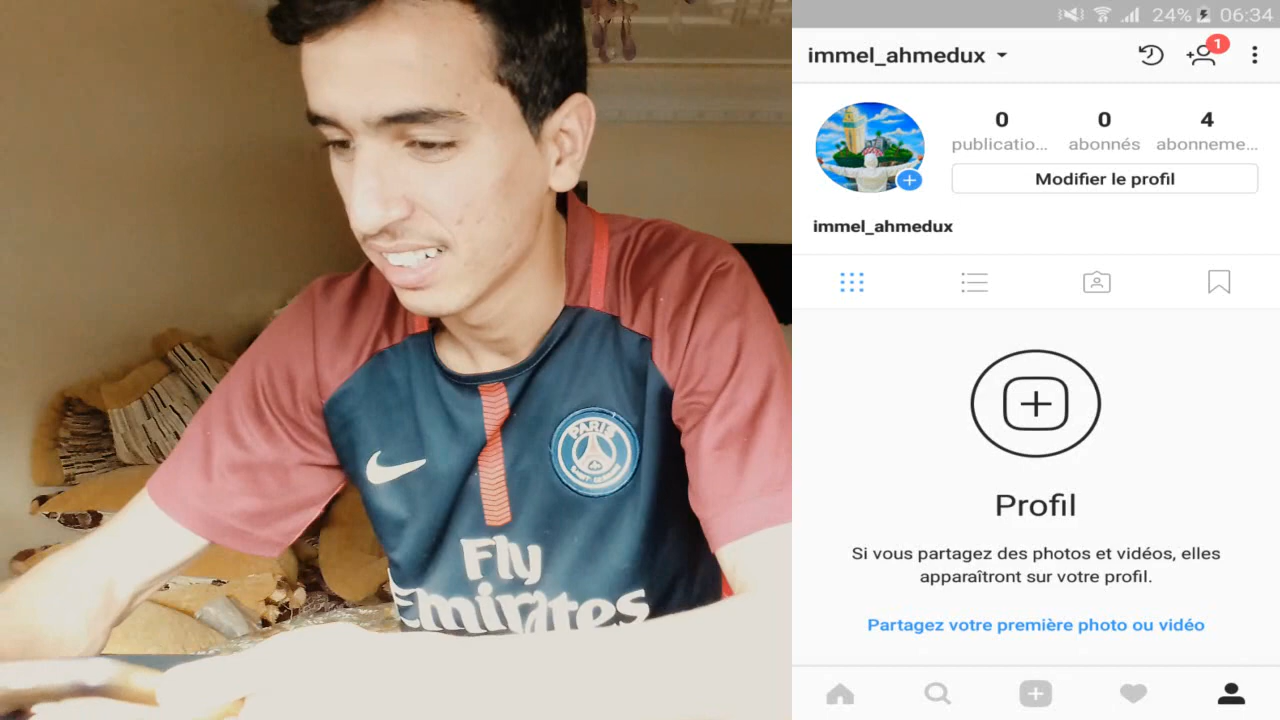 PARIS
Fly
Emirates
24% 06:34
immel_ahmedux
1
0 0 4
publicatio... abonnés abonneme...
Modifier le profil
immel_ahmedux
Profil
Si vous partagez des photos et vidéos, elles
apparaîtront sur votre profil.
Partagez votre première photo ou vidéo